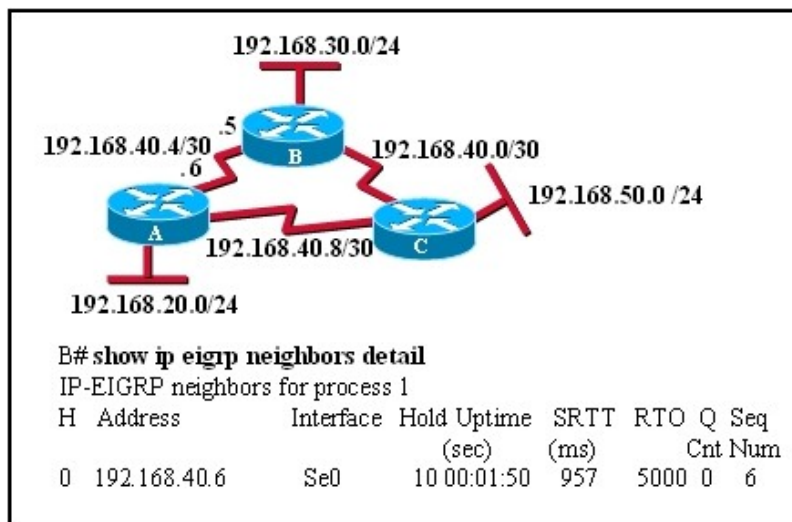 192.168.30.0/24
.5
192.168.40.4/30
B
192.168.40.0/30
.6
192.168.50.0 /24
A
C
192.168.40.8/30
192.168.20.0/24
B# show ip eigrp neighbors detail
IP-EIGRP neighbors for process 1
H Address Interface Hold Uptime SRTT RTO Q Seq
(sec) (ms) Cnt Num
0 192.168.40.6 Se0 10 00:01:50 957 5000 0 6